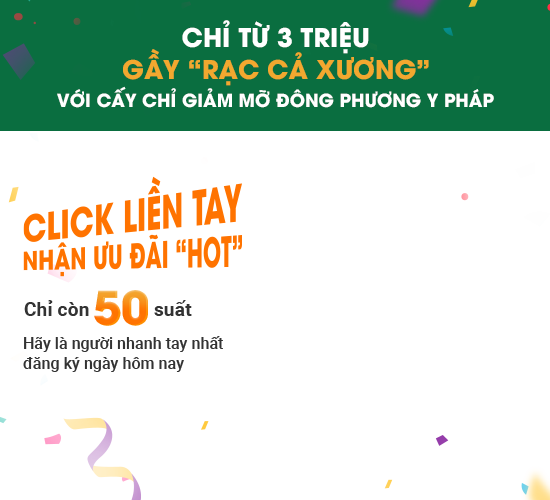 CHỈ TỪ 3 TRIỆU
GẦY “RẠC CẢ XƯƠNG”
VỚI CẤY CHỈ GIẢM MỠ ĐÔNG PHƯƠNG Y PHÁP
CLICK LIỀN TAY
NHẬN ƯU ĐÃI “HOT”
Chỉ còn 50 suất
Hãy là người nhanh tay nhất
đăng ký ngày hôm nay